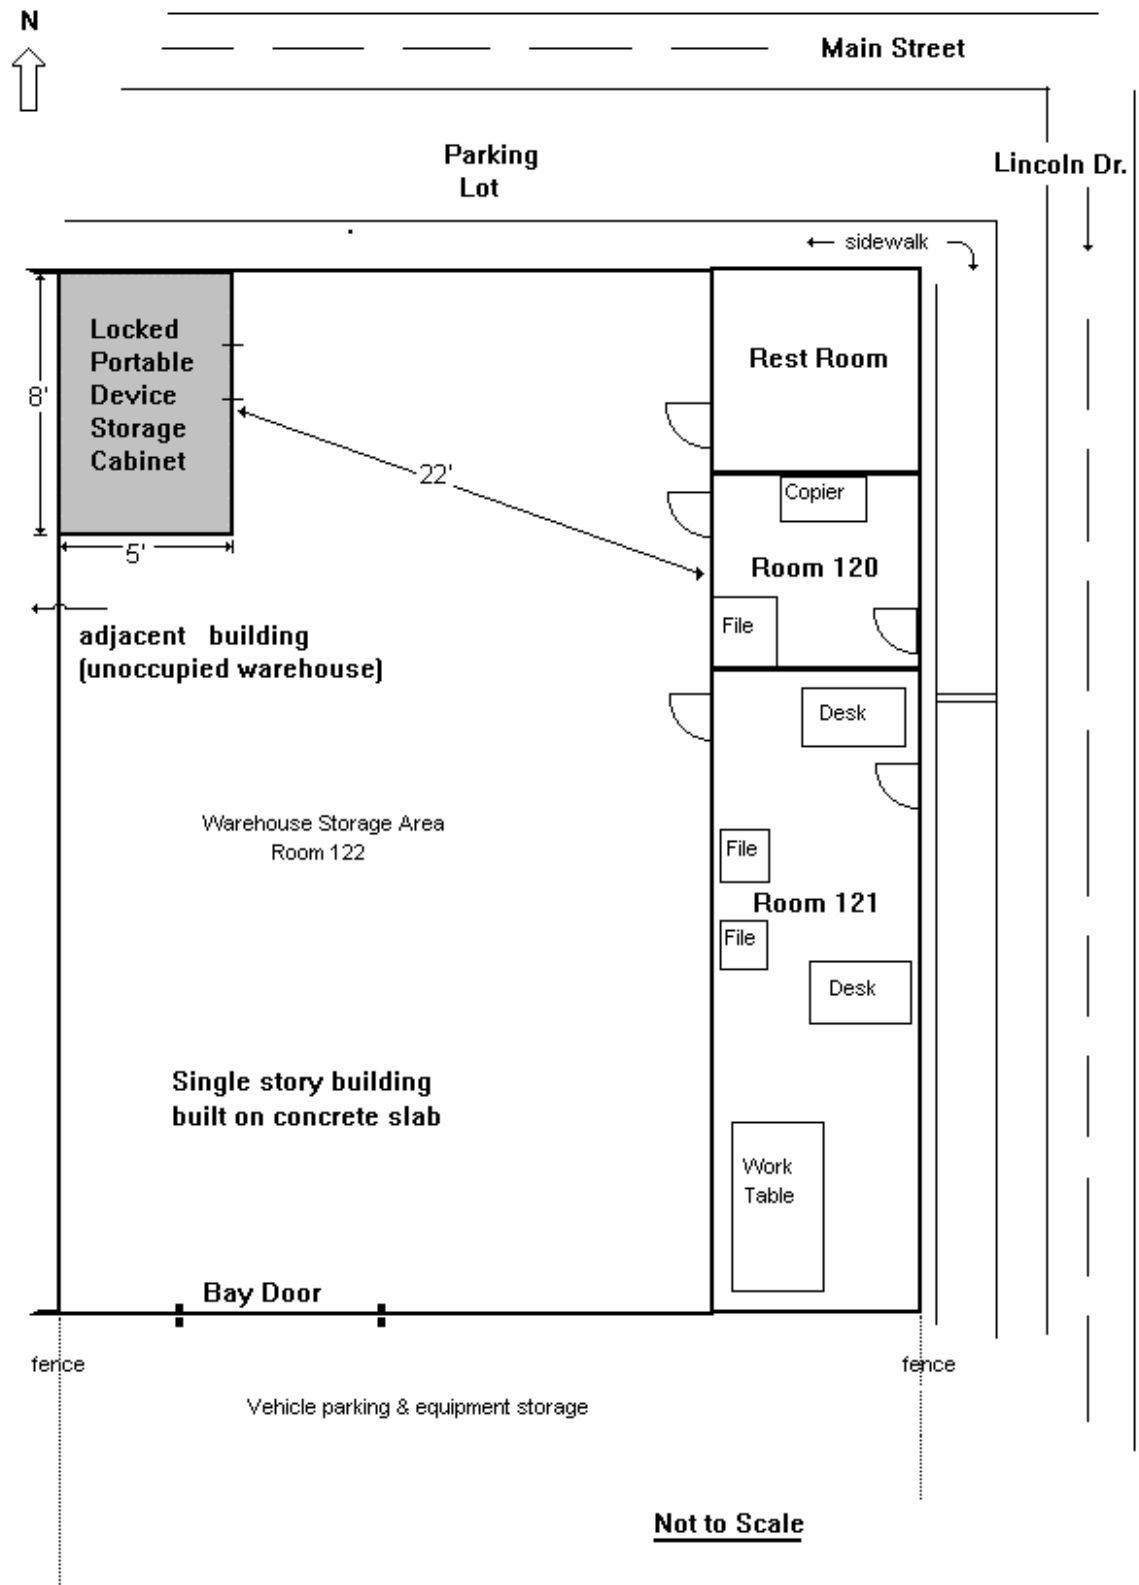 N
Main Street
Parking
Lot
Lincoln Dr.
sidewalk
Locked
Portable
Device
Storage
Cabinet
8'
5'
22'
Rest Room
Copier
Room 120
File
adjacent building
(unoccupied warehouse)
Desk
Warehouse Storage Area
Room 122
File
Room 121
File
Desk
Single story building
built on concrete slab
Work
Table
Bay Door
fence
fence
Vehicle parking & equipment storage
Not to Scale